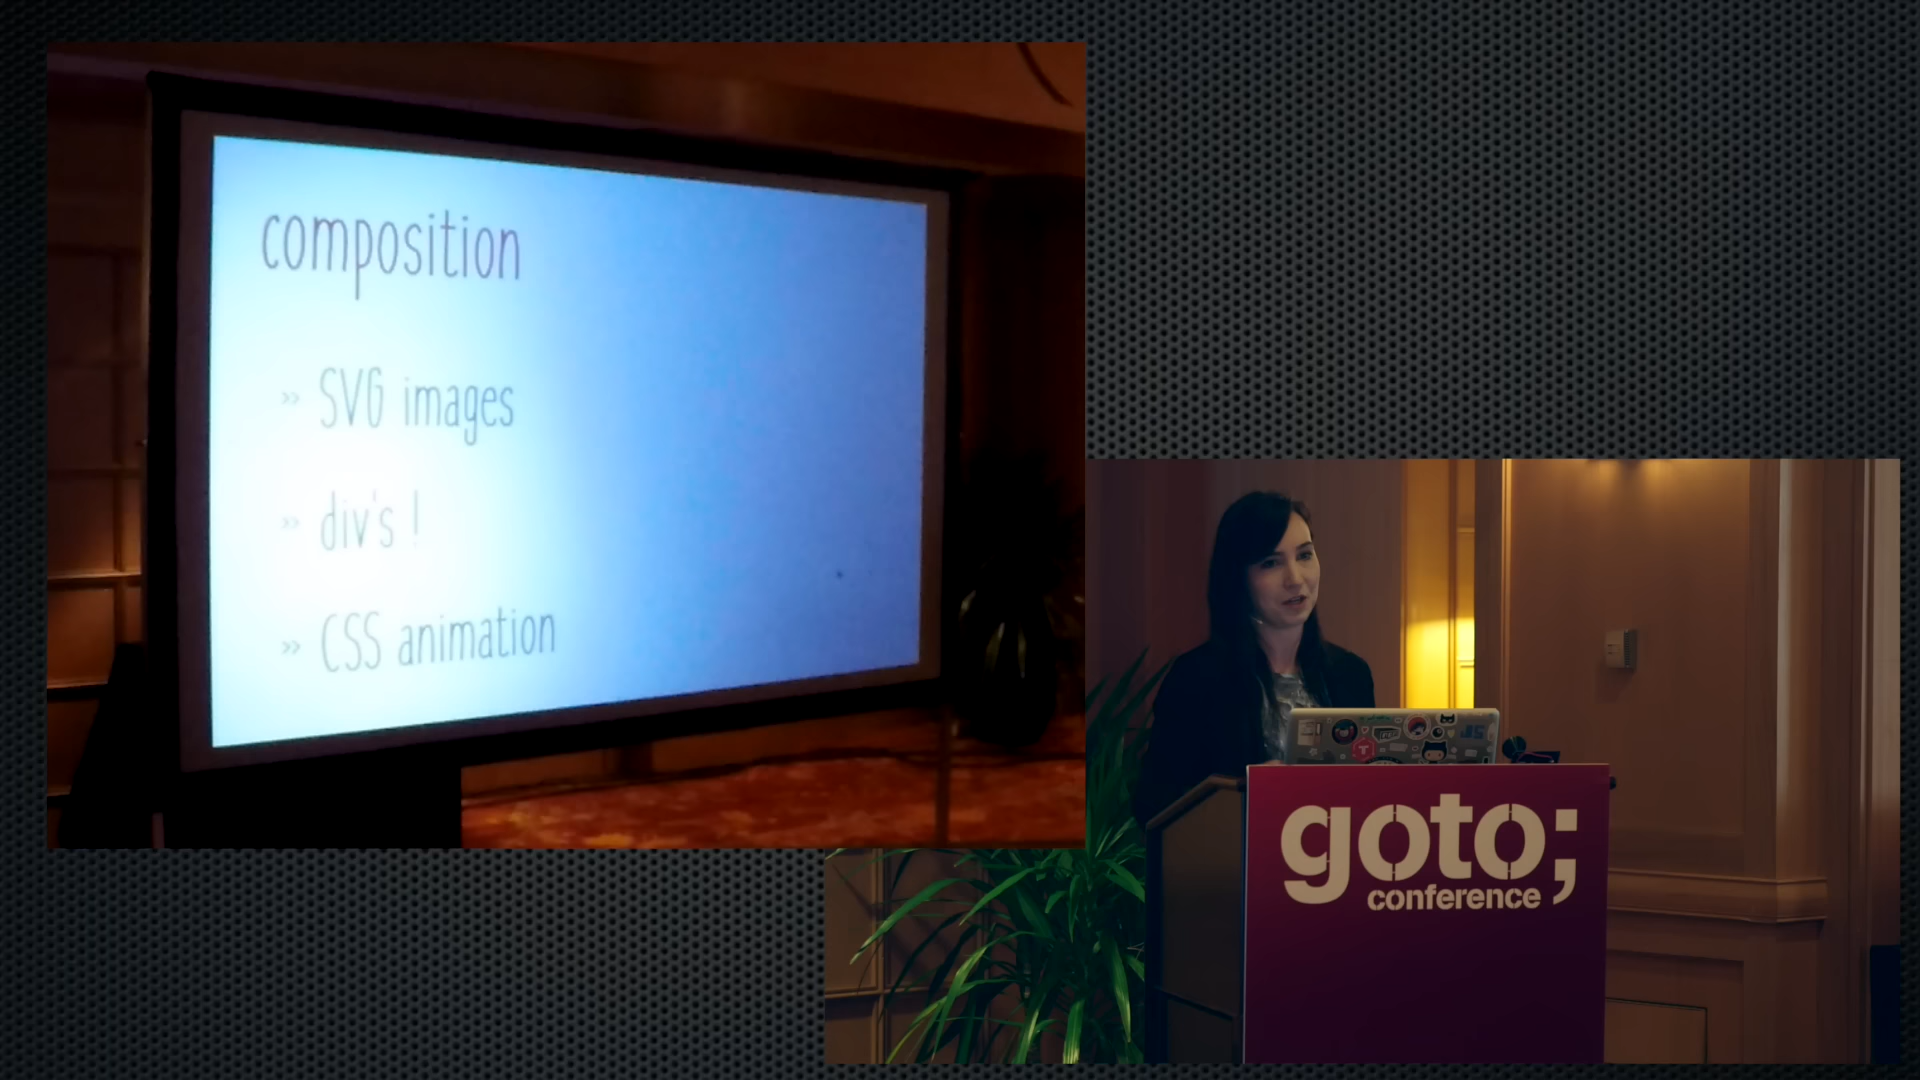 composition
» SVG images
» div's !
» CSS animation
goto;
conference